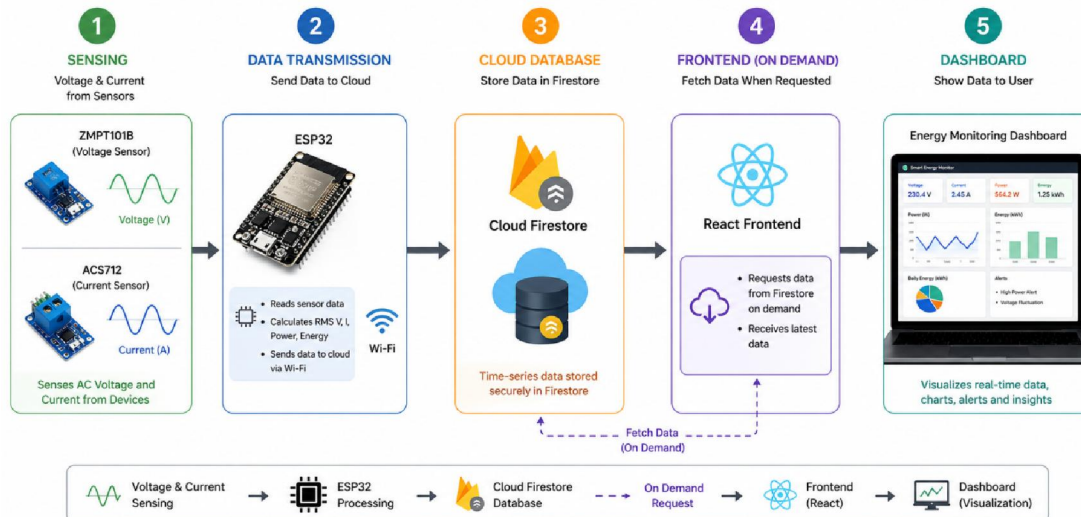 1
SENSING
Voltage & Current
from Sensors
ZMPT101B
(Voltage Sensor)
Voltage (V)
ACS712
(Current Sensor)
Current (A)
Senses AC Voltage and
Current from Devices
2
DATA TRANSMISSION
Send Data to Cloud
ESP32
• Reads sensor data
• Calculates RMS V, I,
Power, Energy
• Sends data to cloud
via Wi-Fi
Wi-Fi
3
CLOUD DATABASE
Store Data in Firestore
Cloud Firestore
Time-series data stored
securely in Firestore
4
FRONTEND (ON DEMAND)
Fetch Data When Requested
React Frontend
• Requests data
from Firestore
on demand
• Receives latest
data
Fetch Data
(On Demand)
5
DASHBOARD
Show Data to User
Energy Monitoring Dashboard
Smart Energy Monitor
Voltage
230.4 V
Current
2.45 A
Power
564.2 W
Energy
1.25 kWh
Power (W)
Energy (kWh)
Daily Energy (kWh)
Alerts
• High Power Alert
• Voltage Fluctuation
Visualizes real-time data,
charts, alerts and insights
Voltage & Current
Sensing
ESP32
Processing
Cloud Firestore
Database
On Demand
Request
Frontend
(React)
Dashboard
(Visualization)